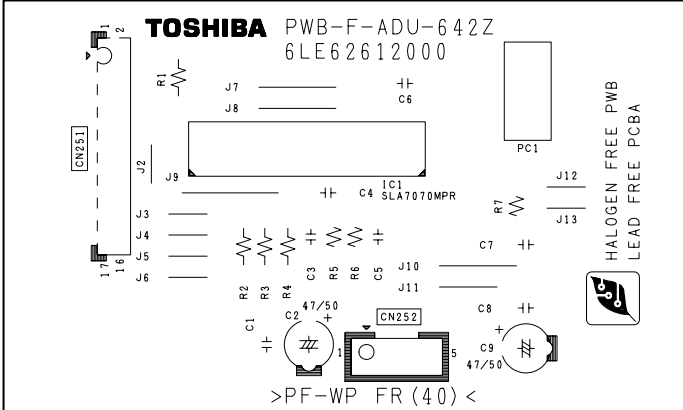 TOSHIBA PWB-F-ADU-642Z
6LE62612000
1
2
R1
J7
J8
C6
CN251
PC1
HALOGEN FREE PWB
LEAD FREE PCBA
J2
J9
C4
IC1
SLA7070MPR
J12
R7
J13
J3
J4
J5
J6
17
16
R2
R3
R4
C3
R5
R6
C5
C7
J10
J11
C1
C2
47/50
+
CN252
1
5
C8
+
C9
47/50
>PF-WP FR(40)<